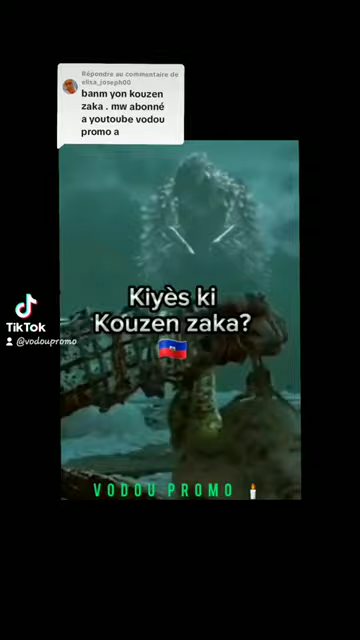 Répondre au commentaire de
elisa_joseph00
banm yon kouzen
zaka . mw abonné
a youtoube vodou
promo a
Kiyès ki
Kouzen zaka?
TikTok
@vodoupromo
VODOU PROMO